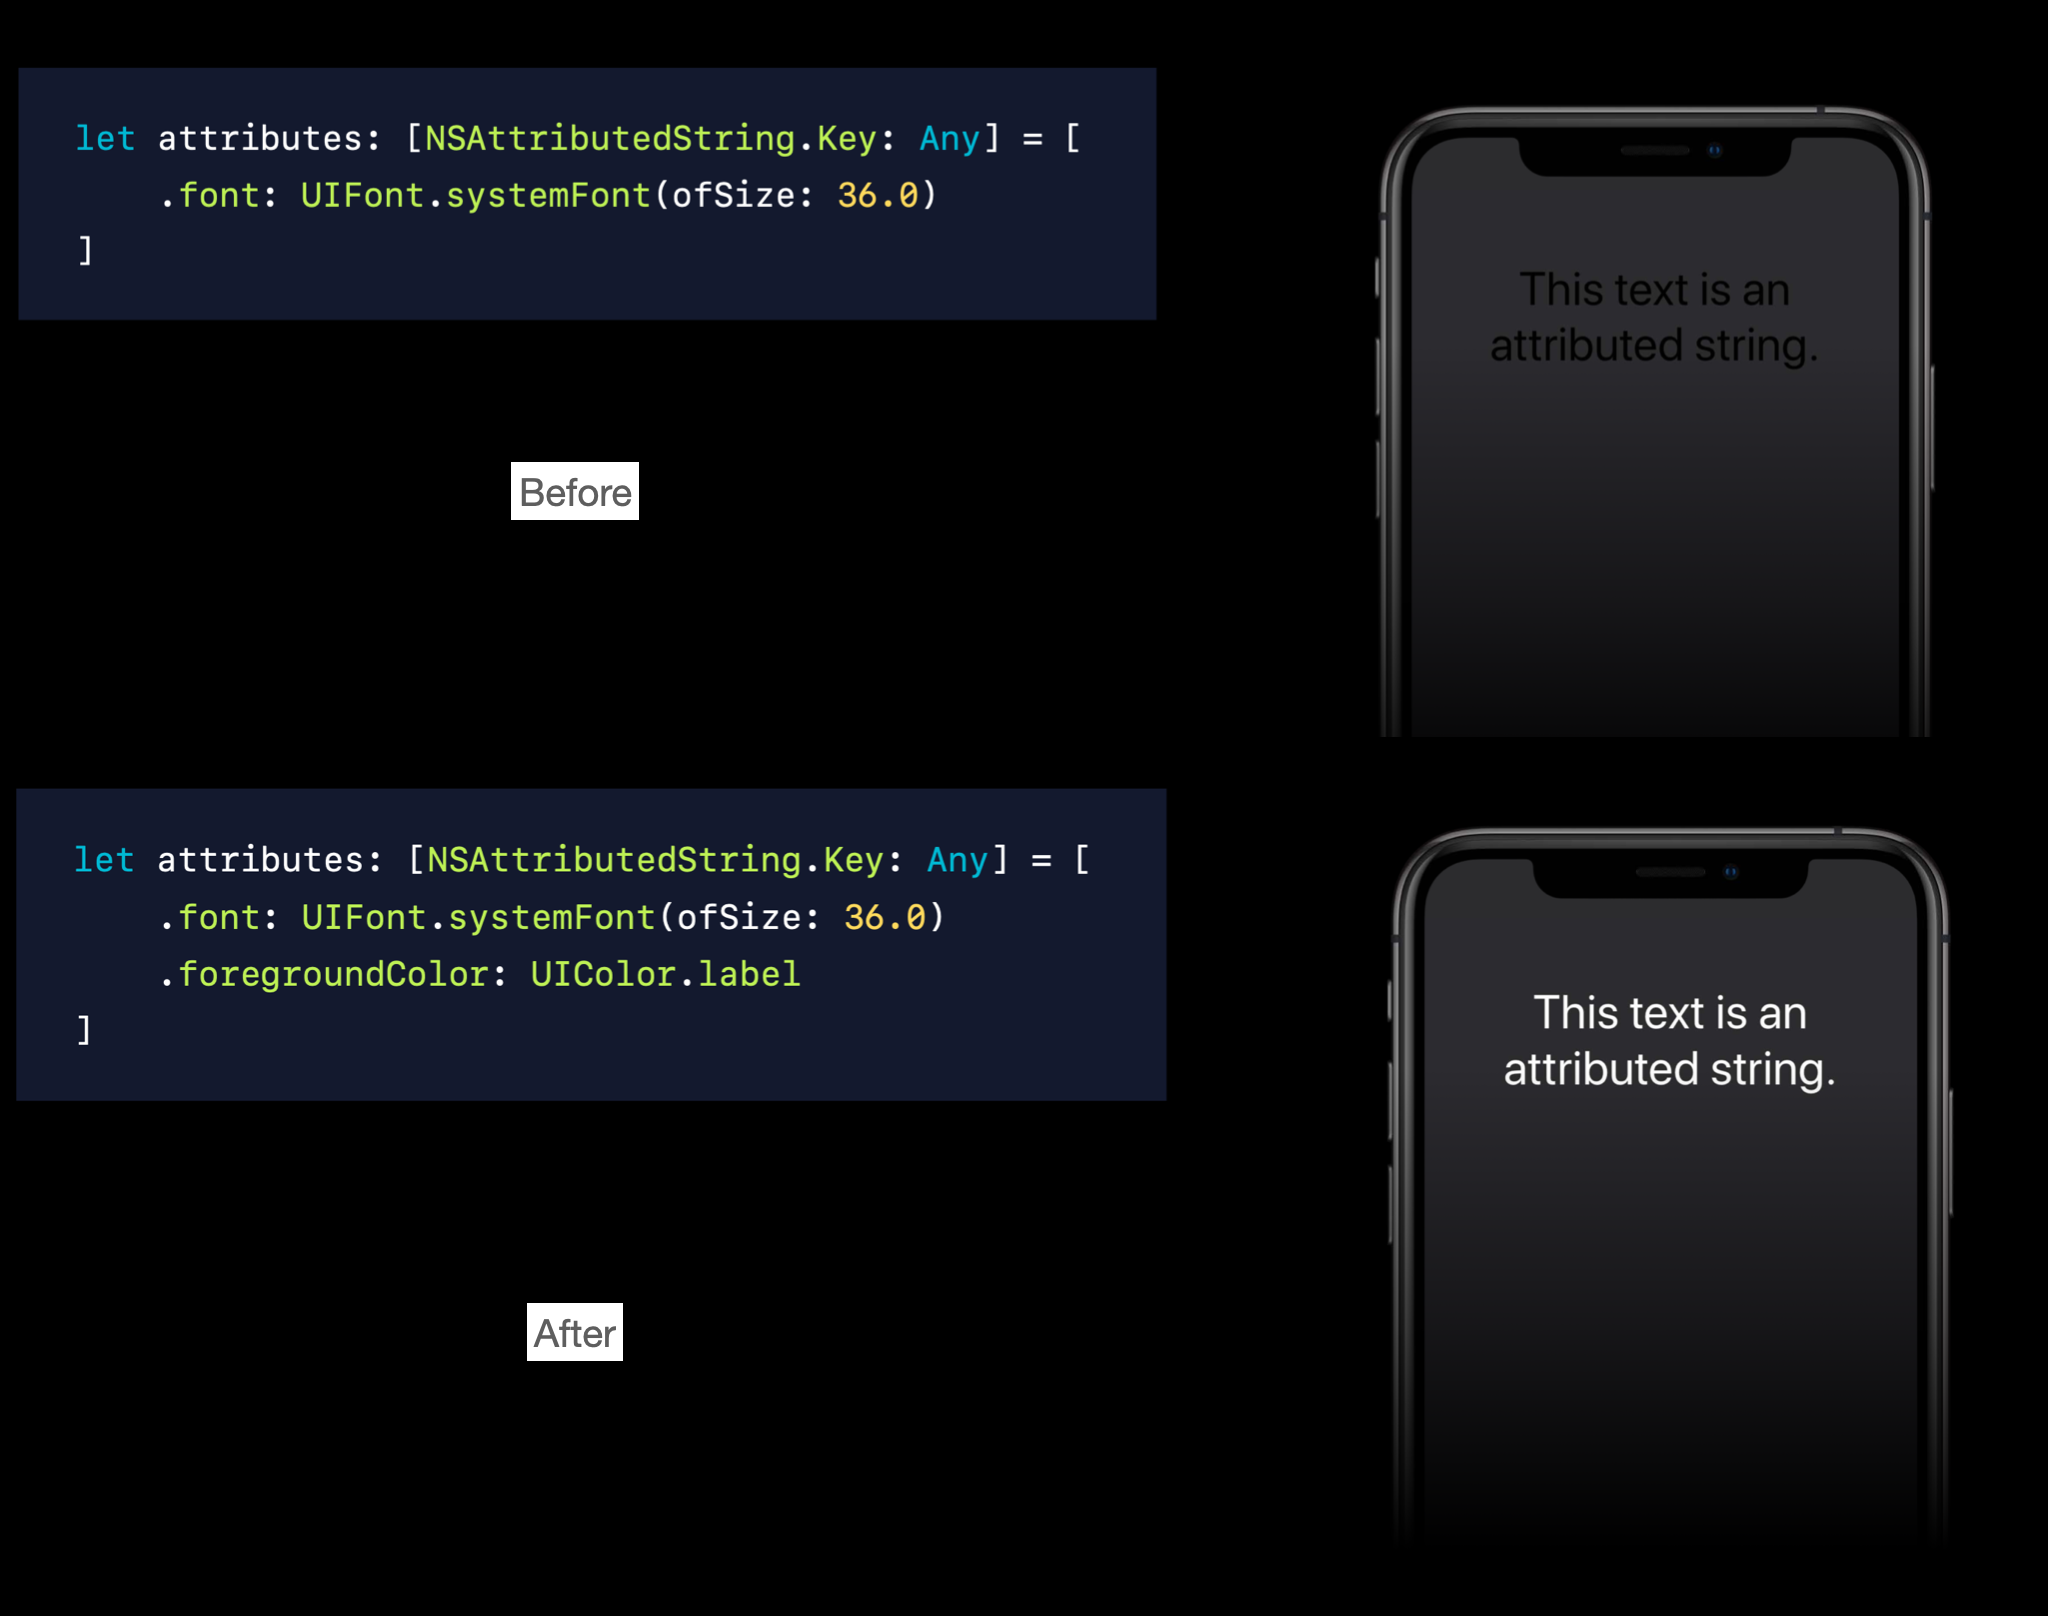 let attributes: [NSAttributedString.Key: Any] = [
    .font: UIFont.systemFont(ofSize: 36.0)
]
This text is an
attributed string.
Before
let attributes: [NSAttributedString.Key: Any] = [
    .font: UIFont.systemFont(ofSize: 36.0)
    .foregroundColor: UIColor.label
]
This text is an
attributed string.
After